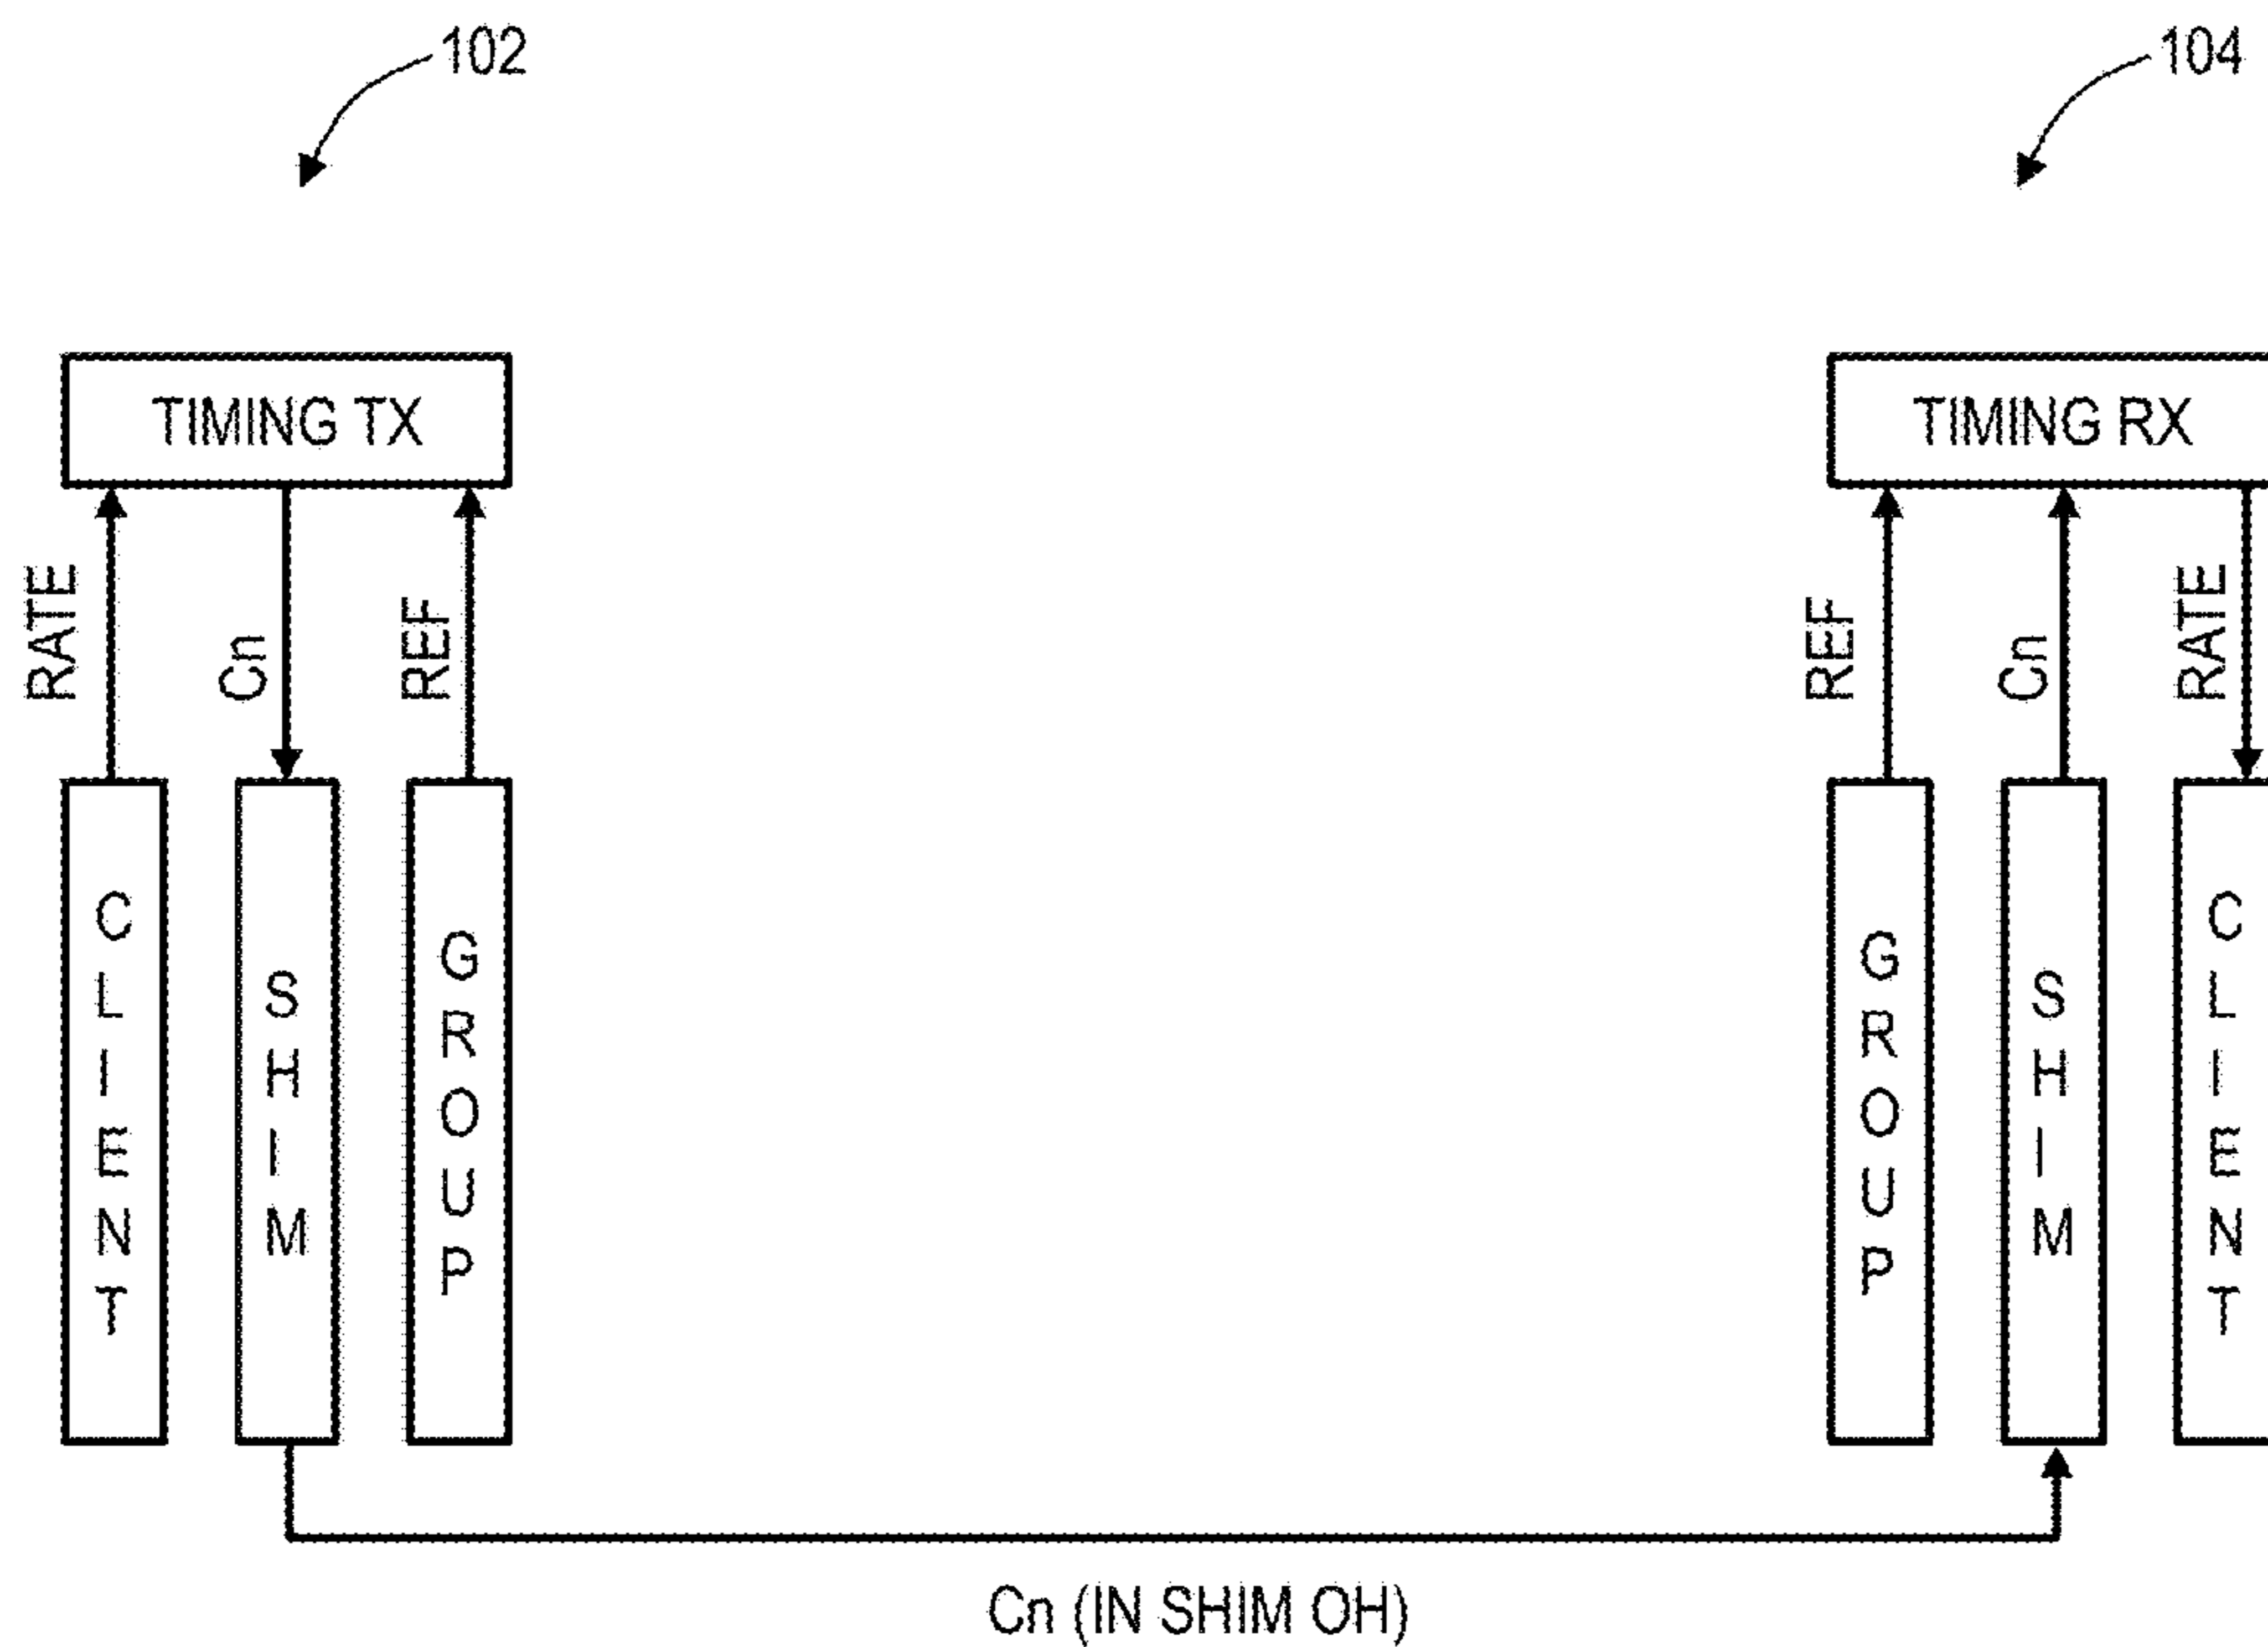 102
104
TIMING TX
TIMING RX
RATE
Cn
REF
REF
Cn
RATE
CLIENT
SHIM
GROUP
GROUP
SHIM
CLIENT
Cn (IN SHIM OH)